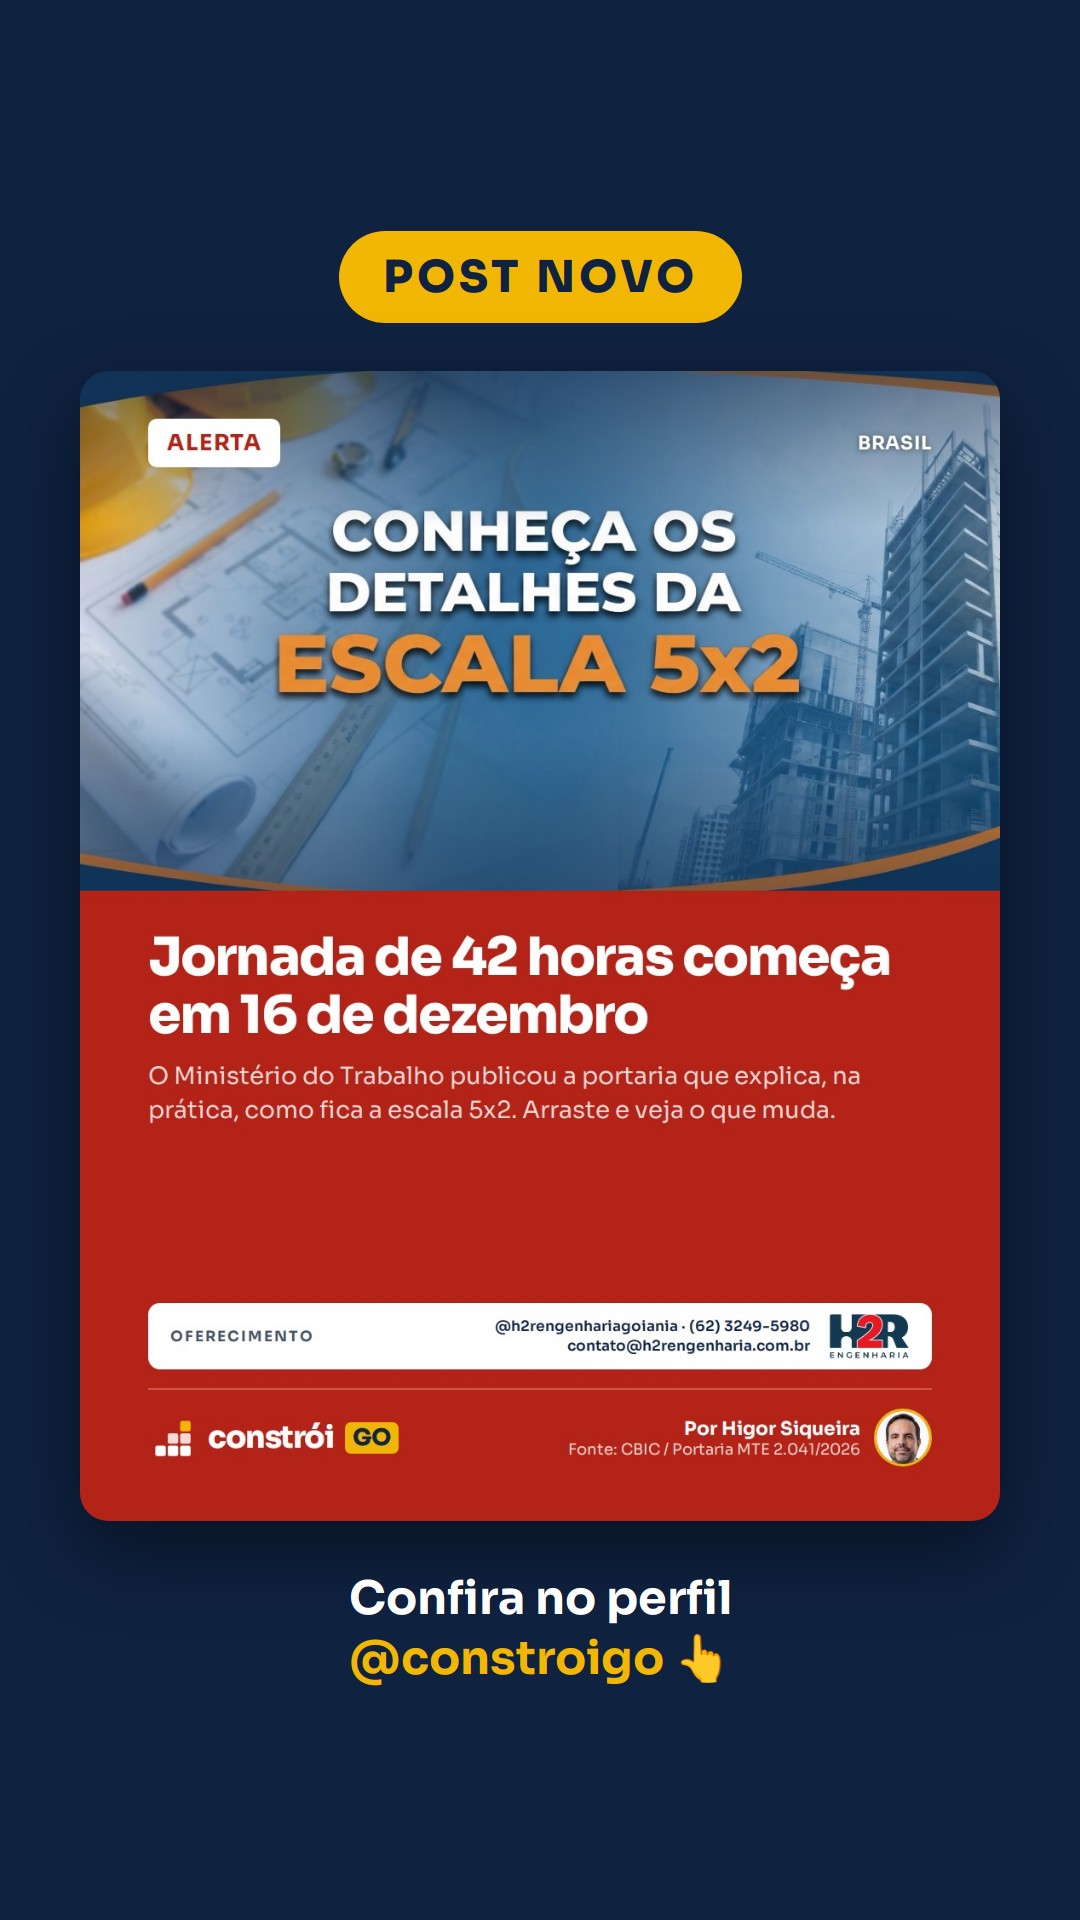 POST NOVO
ALERTA
BRASIL
CONHEÇA OS
DETALHES DA
ESCALA 5x2
Jornada de 42 horas começa
em 16 de dezembro
O Ministério do Trabalho publicou a portaria que explica, na
prática, como fica a escala 5x2. Arraste e veja o que muda.
OFERECIMENTO
@h2rengenhariagoiania · (62) 3249-5980
contato@h2rengenharia.com.br
H2R
ENGENHARIA
constrói GO
Por Higor Siqueira
Fonte: CBIC / Portaria MTE 2.041/2026
Confira no perfil
@constroigo 👆